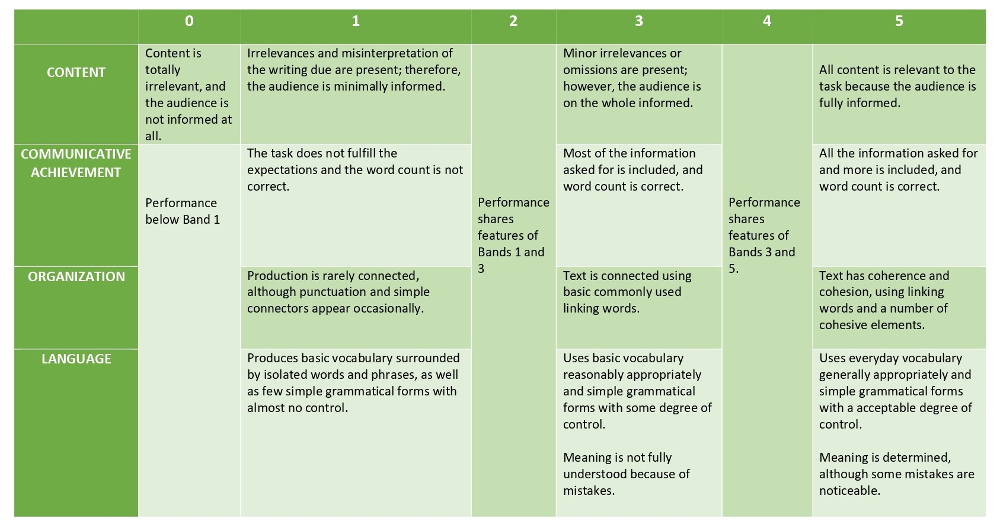 0 1 2 3 4 5
CONTENT
Content is
totally
irrelevant, and
the audience is
not informed at
all.
Irrelevances and misinterpretation of
the writing due are present; therefore,
the audience is minimally informed.
Minor irrelevances or
omissions are present;
however, the audience is
on the whole informed.
All content is relevant to the
task because the audience is
fully informed.
COMMUNICATIVE
ACHIEVEMENT
Performance
below Band 1
The task does not fulfill the
expectations and the word count is not
correct.
Performance
shares
features of
Bands 1 and
3
Most of the information
asked for is included, and
word count is correct.
Performance
shares
features of
Bands 3 and
5.
All the information asked for
and more is included, and
word count is correct.
ORGANIZATION
Production is rarely connected,
although punctuation and simple
connectors appear occasionally.
Text is connected using
basic commonly used
linking words.
Text has coherence and
cohesion, using linking
words and a number of
cohesive elements.
LANGUAGE
Produces basic vocabulary surrounded
by isolated words and phrases, as well
as few simple grammatical forms with
almost no control.
Uses basic vocabulary
reasonably appropriately
and simple grammatical
forms with some degree of
control.
Meaning is not fully
understood because of
mistakes.
Uses everyday vocabulary
generally appropriately and
simple grammatical forms
with a acceptable degree of
control.
Meaning is determined,
although some mistakes are
noticeable.